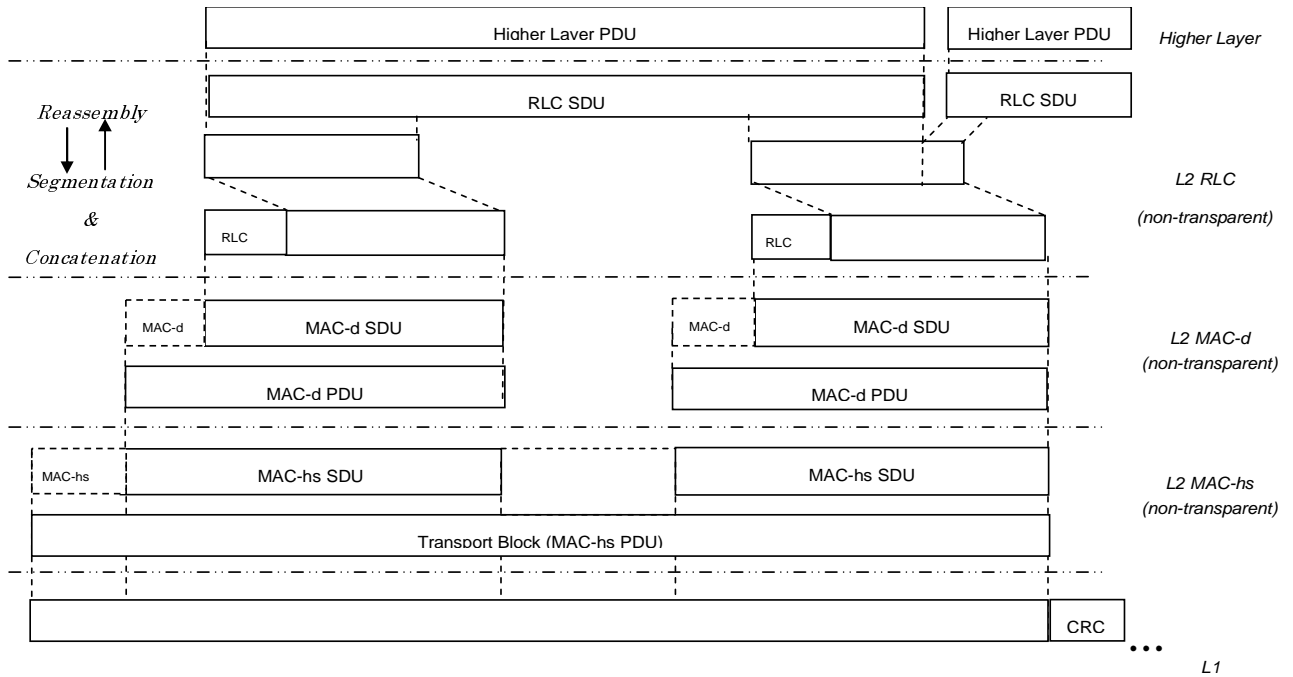 Higher Layer PDU
Higher Layer PDU
Higher Layer
RLC SDU
RLC SDU
Reassembly
Segmentation
&
Concatenation
L2 RLC
(non-transparent)
RLC
RLC
MAC-d
MAC-d SDU
MAC-d
MAC-d SDU
L2 MAC-d
(non-transparent)
MAC-d PDU
MAC-d PDU
MAC-hs
MAC-hs SDU
MAC-hs SDU
L2 MAC-hs
(non-transparent)
Transport Block (MAC-hs PDU)
CRC
•••
L1